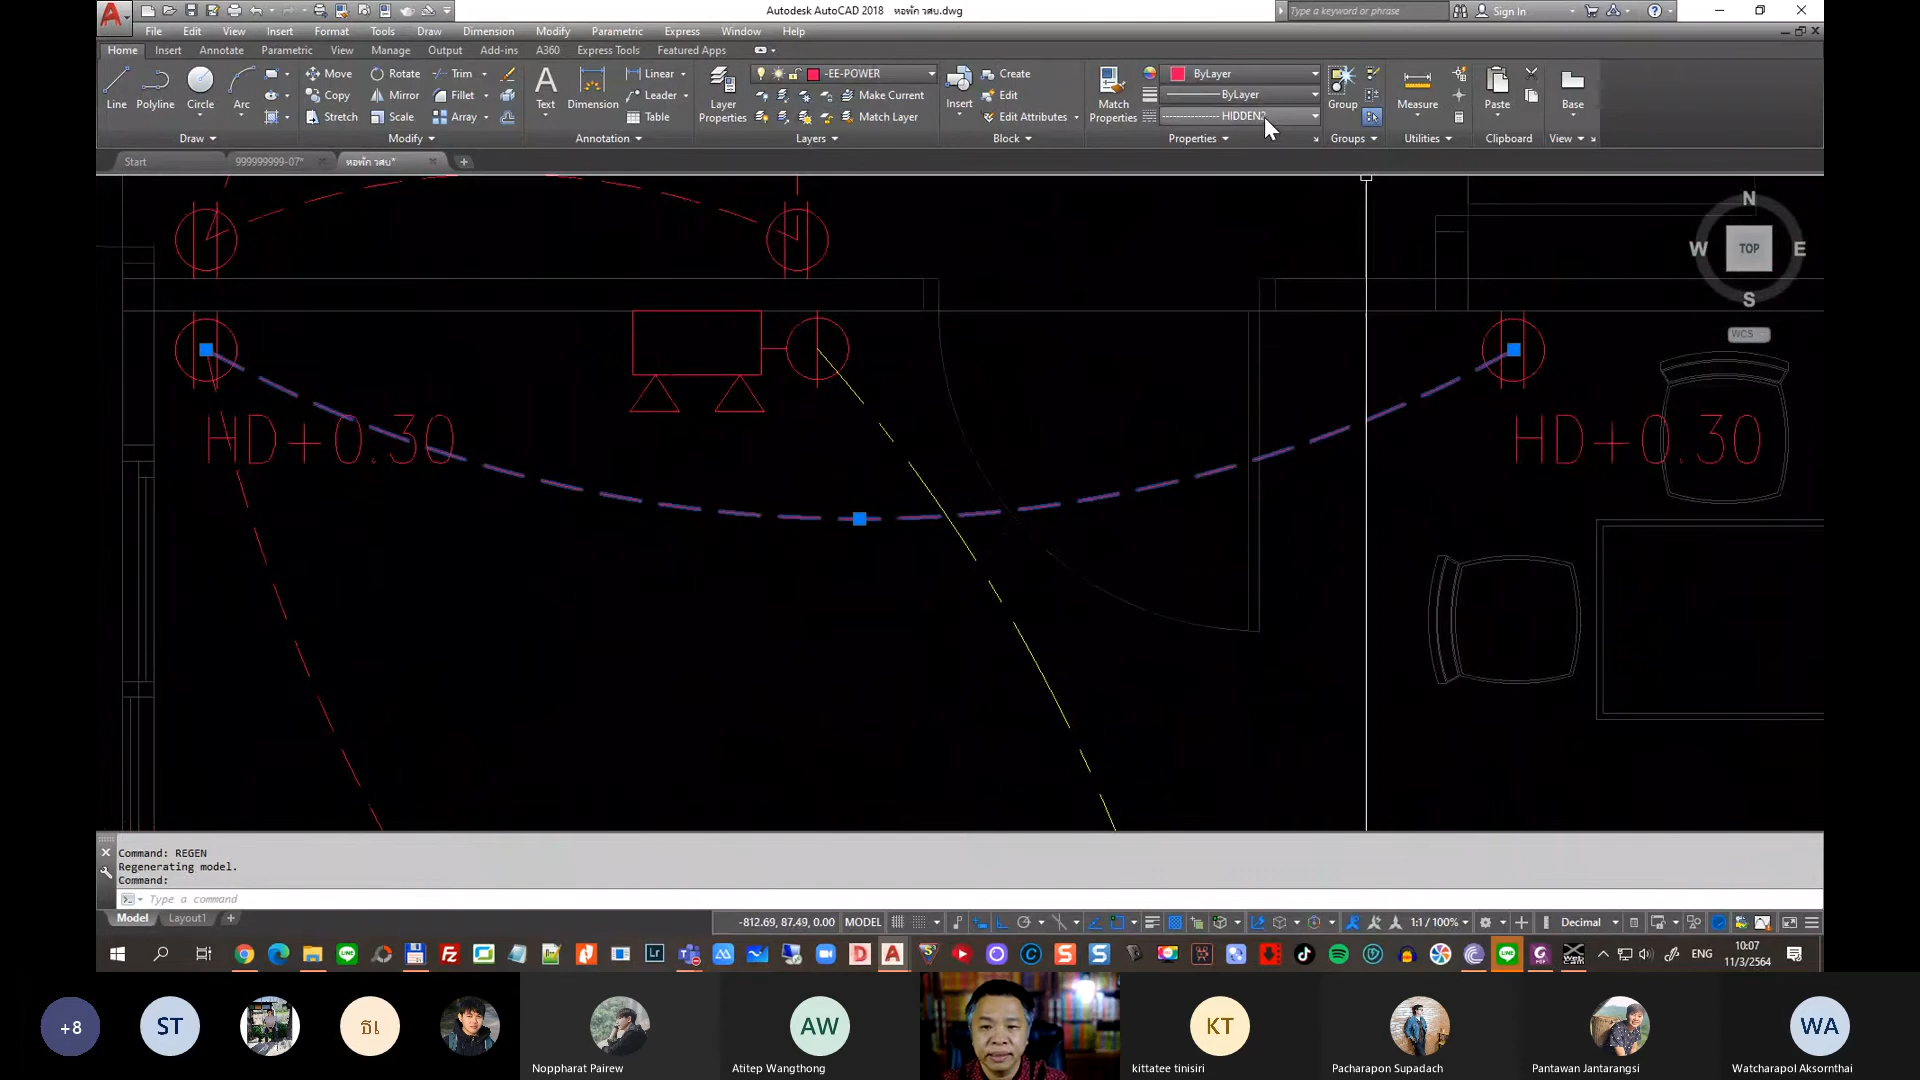 Autodesk AutoCAD 2018 หอพัก วสบ.dwg
Type a keyword or phrase
Sign In
File Edit View Insert Format Tools Draw Dimension Modify Parametric Express Window Help
Home Insert Annotate Parametric View Manage Output Add-ins A360 Express Tools Featured Apps
Line Polyline Circle Arc
Move Rotate Trim
Copy Mirror Fillet
Stretch Scale Array
Text Dimension
Linear
Leader
Table
Layer Properties
-EE-POWER
Make Current
Match Layer
Insert
Create
Edit
Edit Attributes
Match Properties
ByLayer
ByLayer
HIDDEN2
Group
Measure
Paste
Base
Draw Modify Annotation Layers Block Properties Groups Utilities Clipboard View
Start 999999999-07* หอพัก วสบ*
N
W TOP E
S
WCS
HD+0.30
HD+0.30
Command: REGEN
Regenerating model.
Command:
Type a command
Model Layout1
-812.69, 87.49, 0.00 MODEL
1:1 / 100%
Decimal
ENG
10:07
11/3/2564
+8
ST
ธเ
Noppharat Pairew
AW
Atitep Wangthong
KT
kittatee tinisiri
Pacharapon Supadach
Pantawan Jantarangsi
WA
Watcharapol Aksornthai